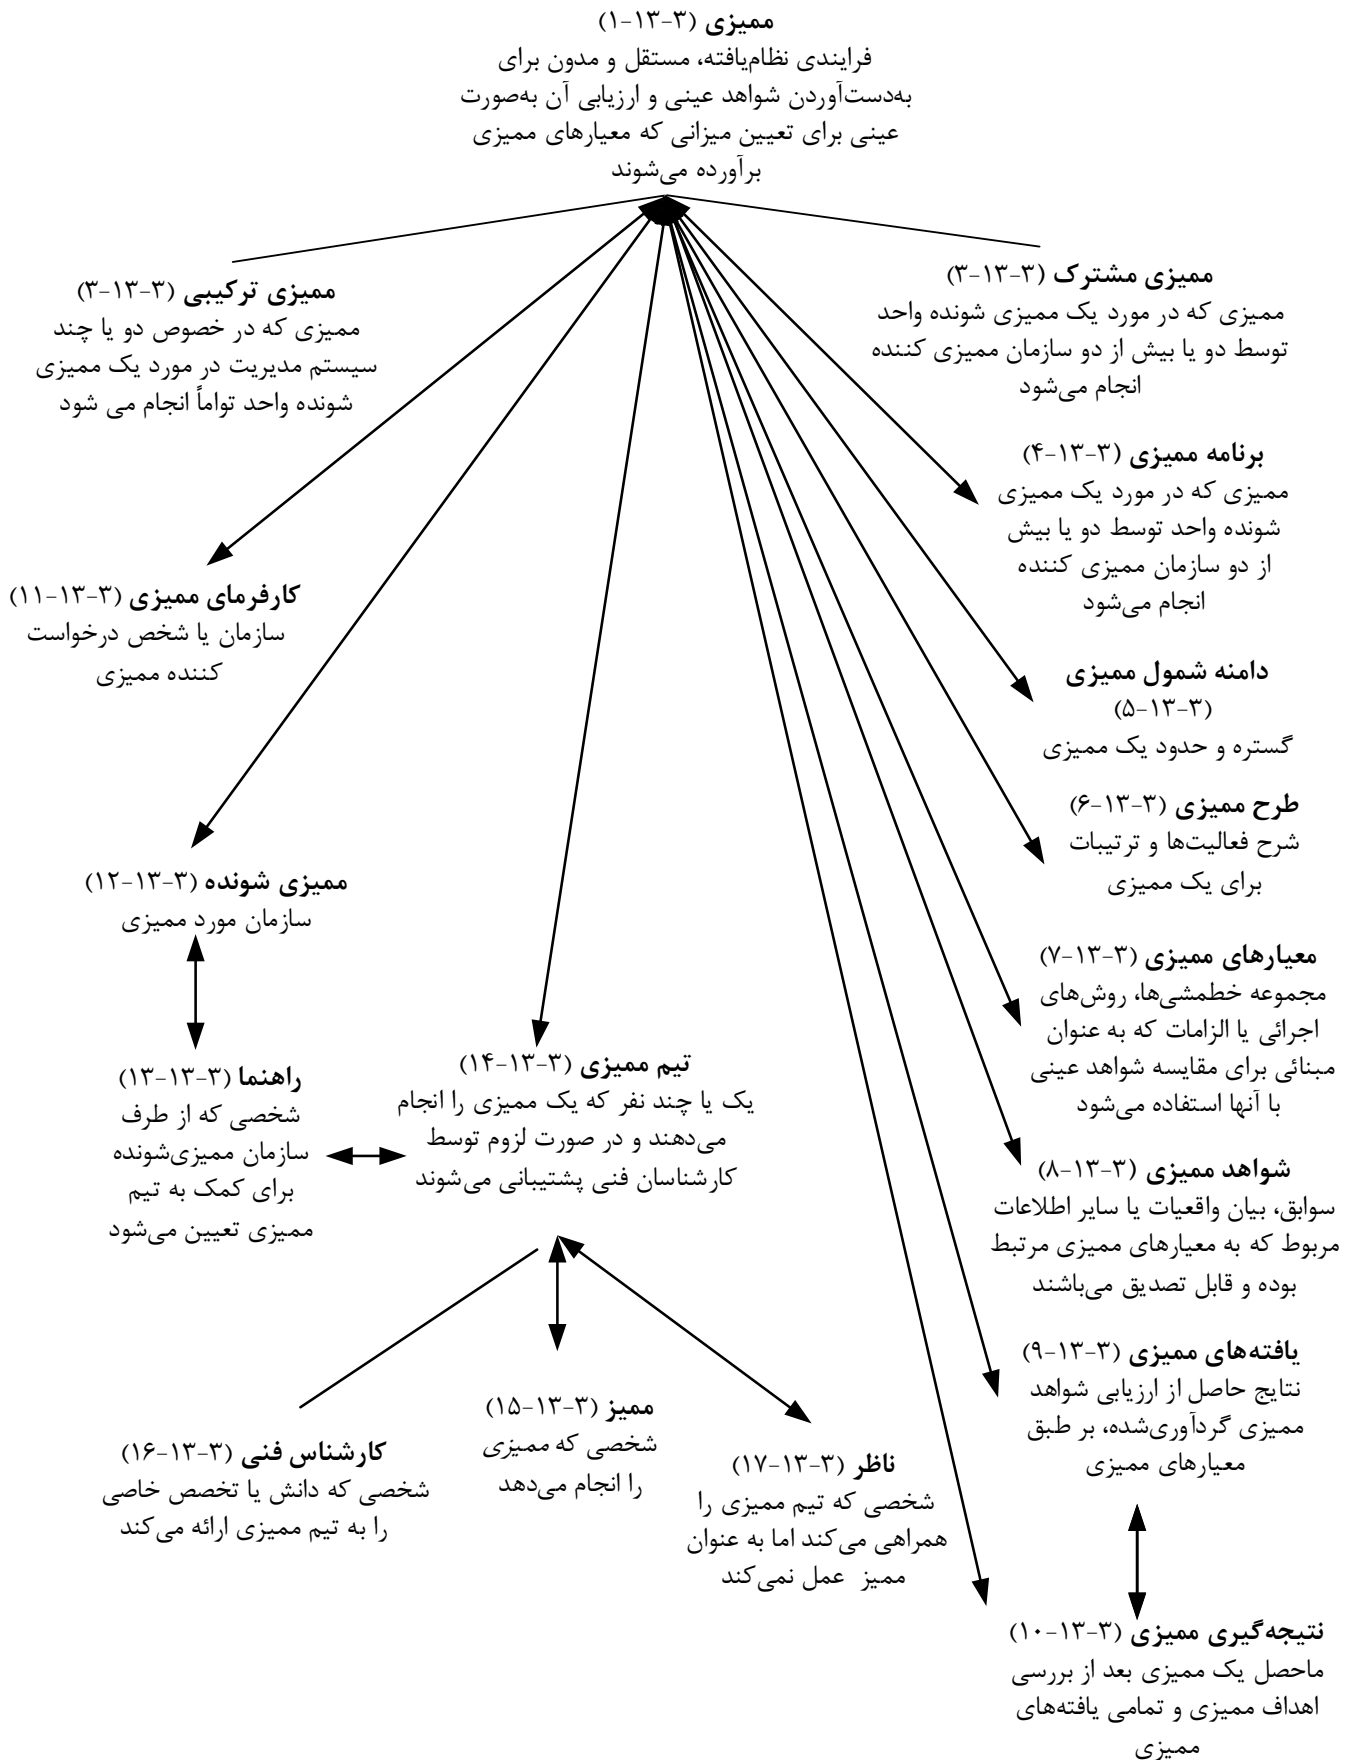 ممیزی (۳-۱۳-۱)
فرایندی نظام‌یافته، مستقل و مدون برای
به‌دست‌آوردن شواهد عینی و ارزیابی آن به‌صورت
عینی برای تعیین میزانی که معیارهای ممیزی
برآورده می‌شوند
ممیزی مشترک (۳-۱۳-۳)
ممیزی که در مورد یک ممیزی شونده واحد
توسط دو یا بیش از دو سازمان ممیزی کننده
انجام می‌شود
ممیزی ترکیبی (۳-۱۳-۳)
ممیزی که در خصوص دو یا چند
سیستم مدیریت در مورد یک ممیزی
شونده واحد تواماً انجام می شود
برنامه ممیزی (۳-۱۳-۴)
ممیزی که در مورد یک ممیزی
شونده واحد توسط دو یا بیش
از دو سازمان ممیزی کننده
انجام می‌شود
کارفرمای ممیزی (۳-۱۳-۱۱)
سازمان یا شخص درخواست
کننده ممیزی
دامنه شمول ممیزی
(۳-۱۳-۵)
گستره و حدود یک ممیزی
طرح ممیزی (۳-۱۳-۶)
شرح فعالیت‌ها و ترتیبات
برای یک ممیزی
ممیزی شونده (۳-۱۳-۱۲)
سازمان مورد ممیزی
معیارهای ممیزی (۳-۱۳-۷)
مجموعه خطمشی‌ها، روش‌های
اجرائی یا الزامات که به عنوان
مبنائی برای مقایسه شواهد عینی
با آنها استفاده می‌شود
تیم ممیزی (۳-۱۳-۱۴)
یک یا چند نفر که یک ممیزی را انجام
می‌دهند و در صورت لزوم توسط
کارشناسان فنی پشتیبانی می‌شوند
راهنما (۳-۱۳-۱۳)
شخصی که از طرف
سازمان ممیزی‌شونده
برای کمک به تیم
ممیزی تعیین می‌شود
شواهد ممیزی (۳-۱۳-۸)
سوابق، بیان واقعیات یا سایر اطلاعات
مربوط که به معیارهای ممیزی مرتبط
بوده و قابل تصدیق می‌باشند
یافته‌های ممیزی (۳-۱۳-۹)
نتایج حاصل از ارزیابی شواهد
ممیزی گردآوری‌شده، بر طبق
معیارهای ممیزی
ممیز (۳-۱۳-۱۵)
شخصی که ممیزی
را انجام می‌دهد
کارشناس فنی (۳-۱۳-۱۶)
شخصی که دانش یا تخصص خاصی
را به تیم ممیزی ارائه می‌کند
ناظر (۳-۱۳-۱۷)
شخصی که تیم ممیزی را
همراهی می‌کند اما به عنوان
ممیز عمل نمی‌کند
نتیجه‌گیری ممیزی (۳-۱۳-۱۰)
ماحصل یک ممیزی بعد از بررسی
اهداف ممیزی و تمامی یافته‌های
ممیزی